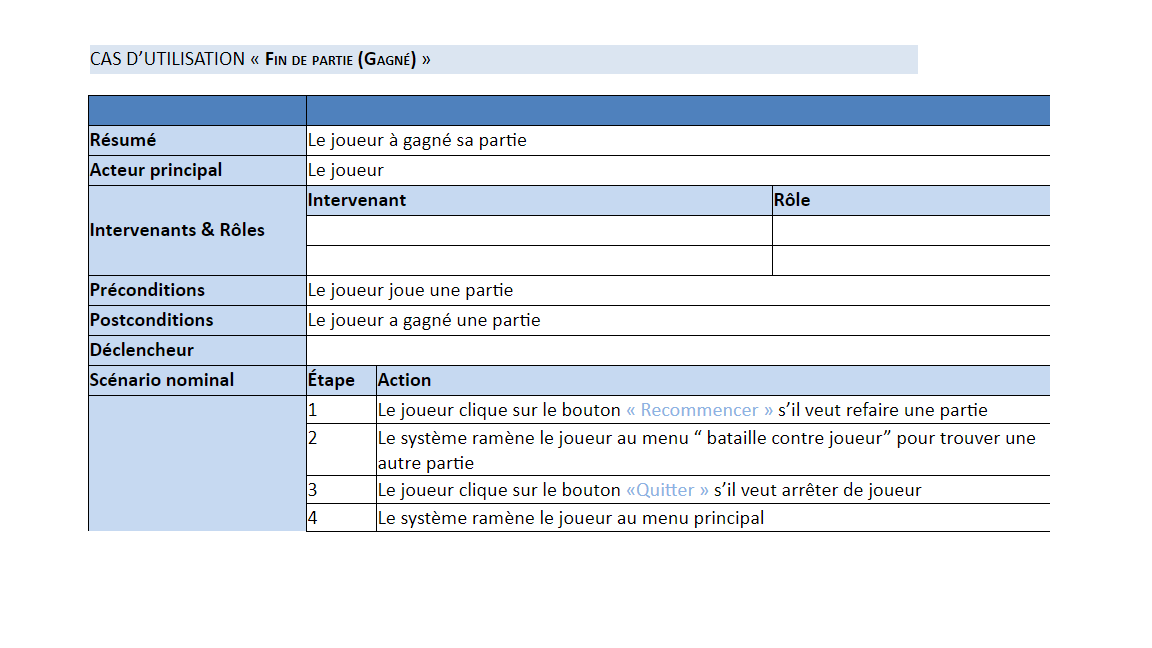 CAS D’UTILISATION « Fin de partie (Gagné) »
Résumé Le joueur à gagné sa partie
Acteur principal Le joueur
Intervenants & Rôles Intervenant Rôle
Préconditions Le joueur joue une partie
Postconditions Le joueur a gagné une partie
Déclencheur
Scénario nominal Étape Action
1 Le joueur clique sur le bouton « Recommencer » s’il veut refaire une partie
2 Le système ramène le joueur au menu “ bataille contre joueur” pour trouver une
autre partie
3 Le joueur clique sur le bouton «Quitter » s’il veut arrêter de joueur
4 Le système ramène le joueur au menu principal